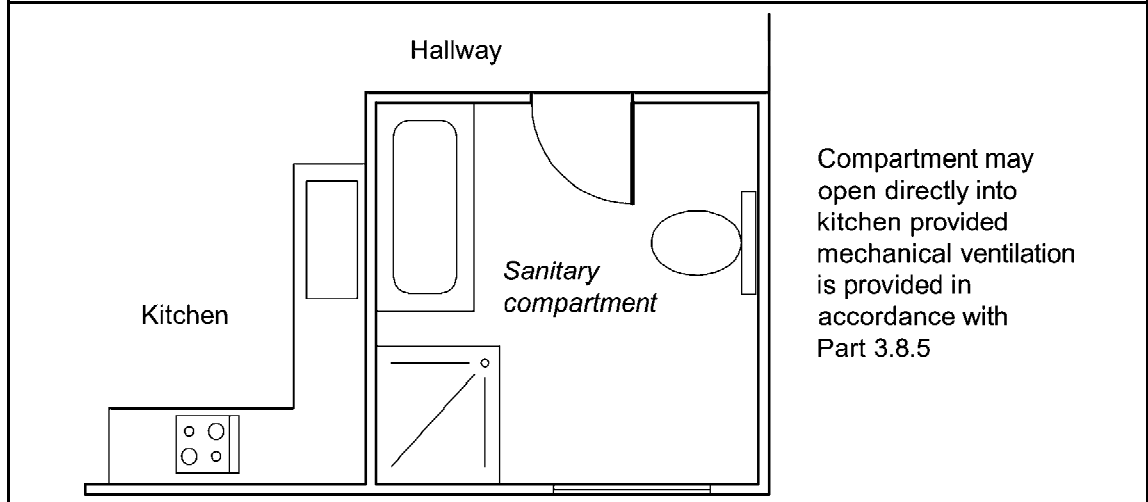 Hallway
Compartment may
open directly into
kitchen provided
mechanical ventilation
is provided in
accordance with
Part 3.8.5
Sanitary
compartment
Kitchen